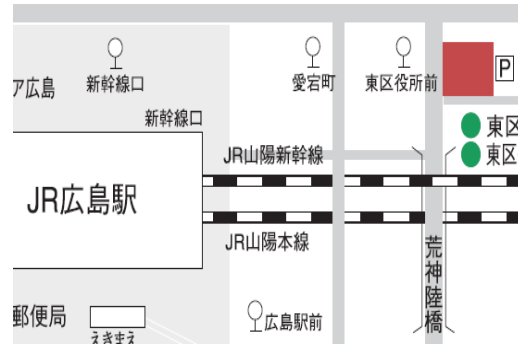 ア広島
新幹線口
愛宕町
東区役所前
P
新幹線口
東区
東区
JR山陽新幹線
JR広島駅
JR山陽本線
荒神陸橋
郵便局
えきまえ
広島駅前